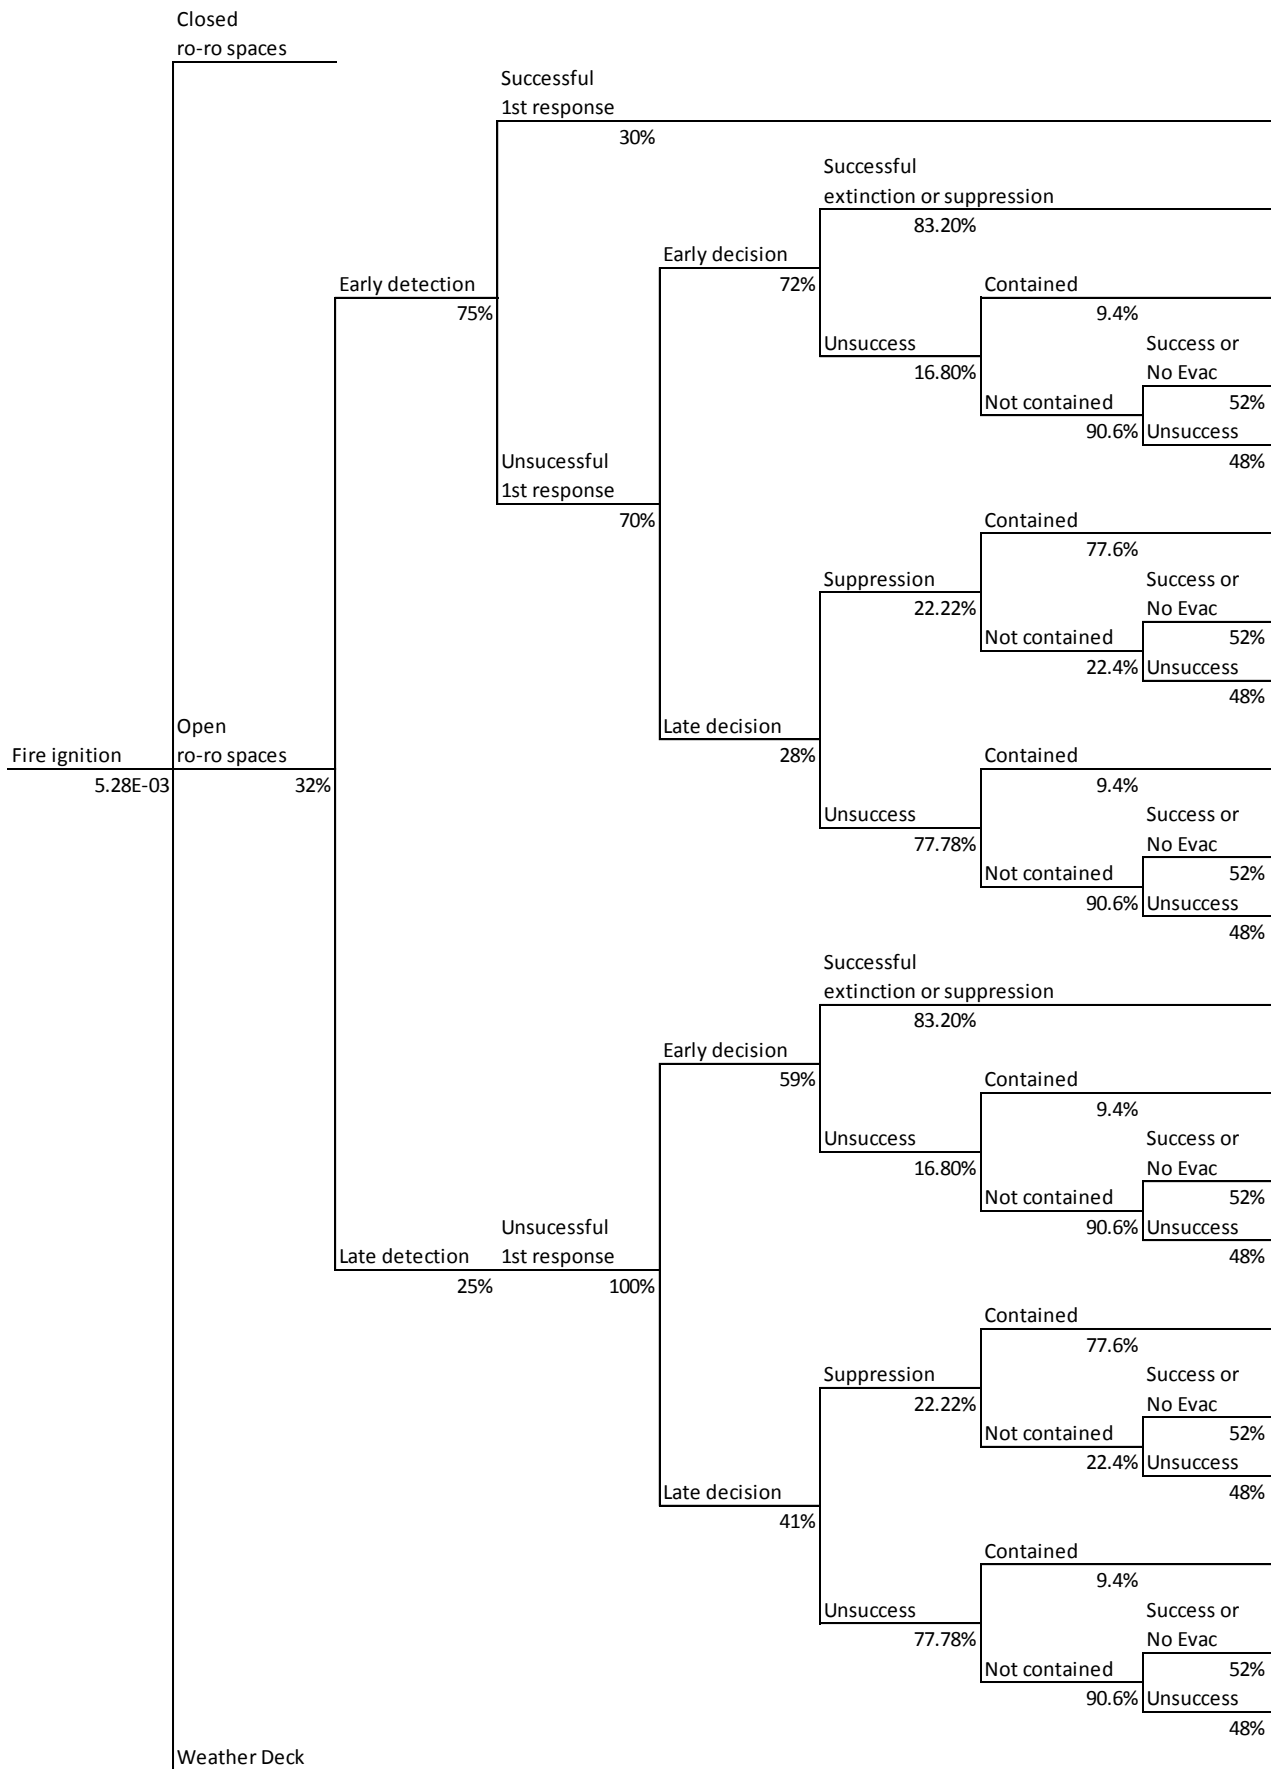 Closed
ro-ro spaces
Successful
1st response
30%
Successful
extinction or suppression
83.20%
Early decision
72%
Early detection
75%
Contained
9.4%
Unsuccess
16.80%
Success or
No Evac
52%
Not contained
90.6%
Unsuccess
48%
Unsucessful
1st response
70%
Contained
77.6%
Suppression
22.22%
Success or
No Evac
52%
Not contained
22.4%
Unsuccess
48%
Late decision
28%
Fire ignition
5.28E-03
Open
ro-ro spaces
32%
Contained
9.4%
Unsuccess
77.78%
Success or
No Evac
52%
Not contained
90.6%
Unsuccess
48%
Successful
extinction or suppression
83.20%
Early decision
59%
Contained
9.4%
Unsuccess
16.80%
Success or
No Evac
52%
Not contained
90.6%
Unsuccess
48%
Late detection
25%
Unsucessful
1st response
100%
Contained
77.6%
Suppression
22.22%
Success or
No Evac
52%
Not contained
22.4%
Unsuccess
48%
Late decision
41%
Contained
9.4%
Unsuccess
77.78%
Success or
No Evac
52%
Not contained
90.6%
Unsuccess
48%
Weather Deck